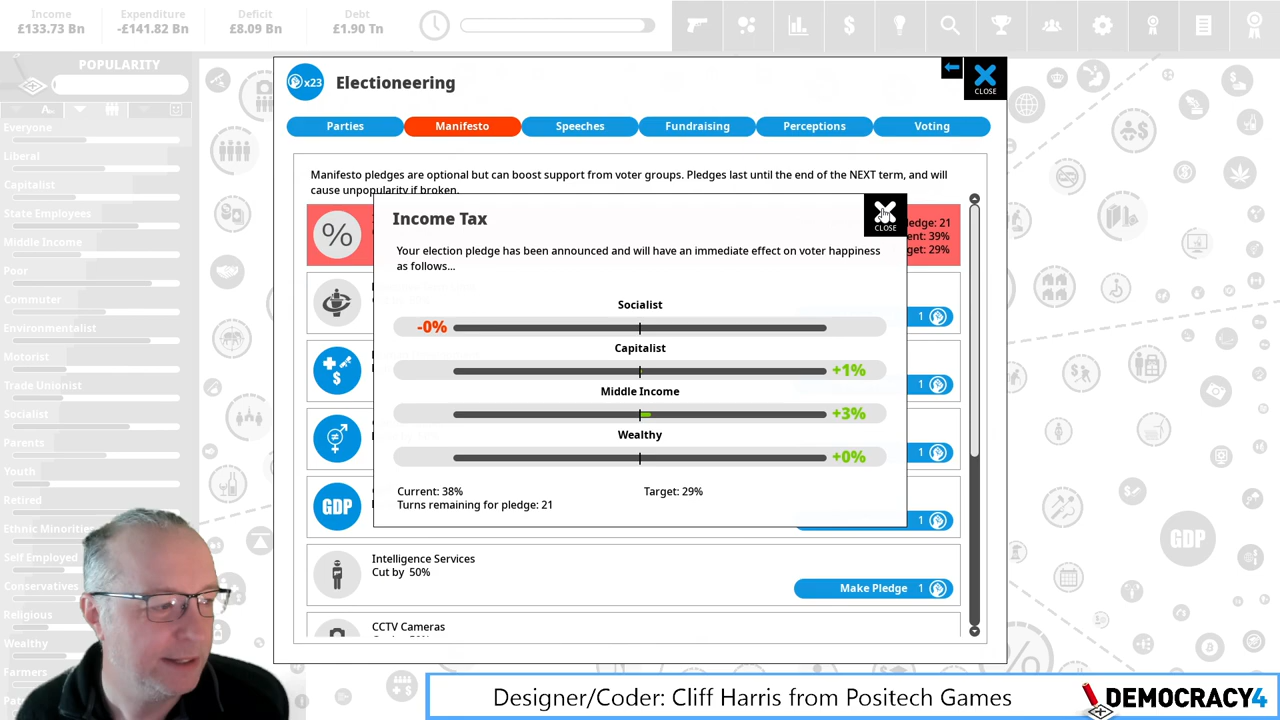 Income
£133.73 Bn
Expenditure
-£141.82 Bn
Deficit
£8.09 Bn
Debt
£1.90 Tn
POPULARITY
Everyone
Liberal
Capitalist
State Employees
Middle Income
Poor
Commuter
Environmentalist
Motorist
Trade Unionist
Socialist
Parents
Youth
Retired
Ethnic Minorities
Self Employed
Conservatives
Religious
Wealthy
Farmers
x23
Electioneering
CLOSE
Parties
Manifesto
Speeches
Fundraising
Perceptions
Voting
Manifesto pledges are optional but can boost support from voter groups. Pledges last until the end of the NEXT term, and will
cause unpopularity if broken.
%
ledge: 21
ent: 39%
get: 29%
Income Tax
CLOSE
Your election pledge has been announced and will have an immediate effect on voter happiness
as follows...
Socialist
-0%
Capitalist
+1%
Middle Income
+3%
Wealthy
+0%
Current: 38%
Target: 29%
Turns remaining for pledge: 21
1
1
1
GDP
1
Intelligence Services
Cut by 50%
Make Pledge 1
CCTV Cameras
GDP
Designer/Coder: Cliff Harris from Positech Games
DEMOCRACY4